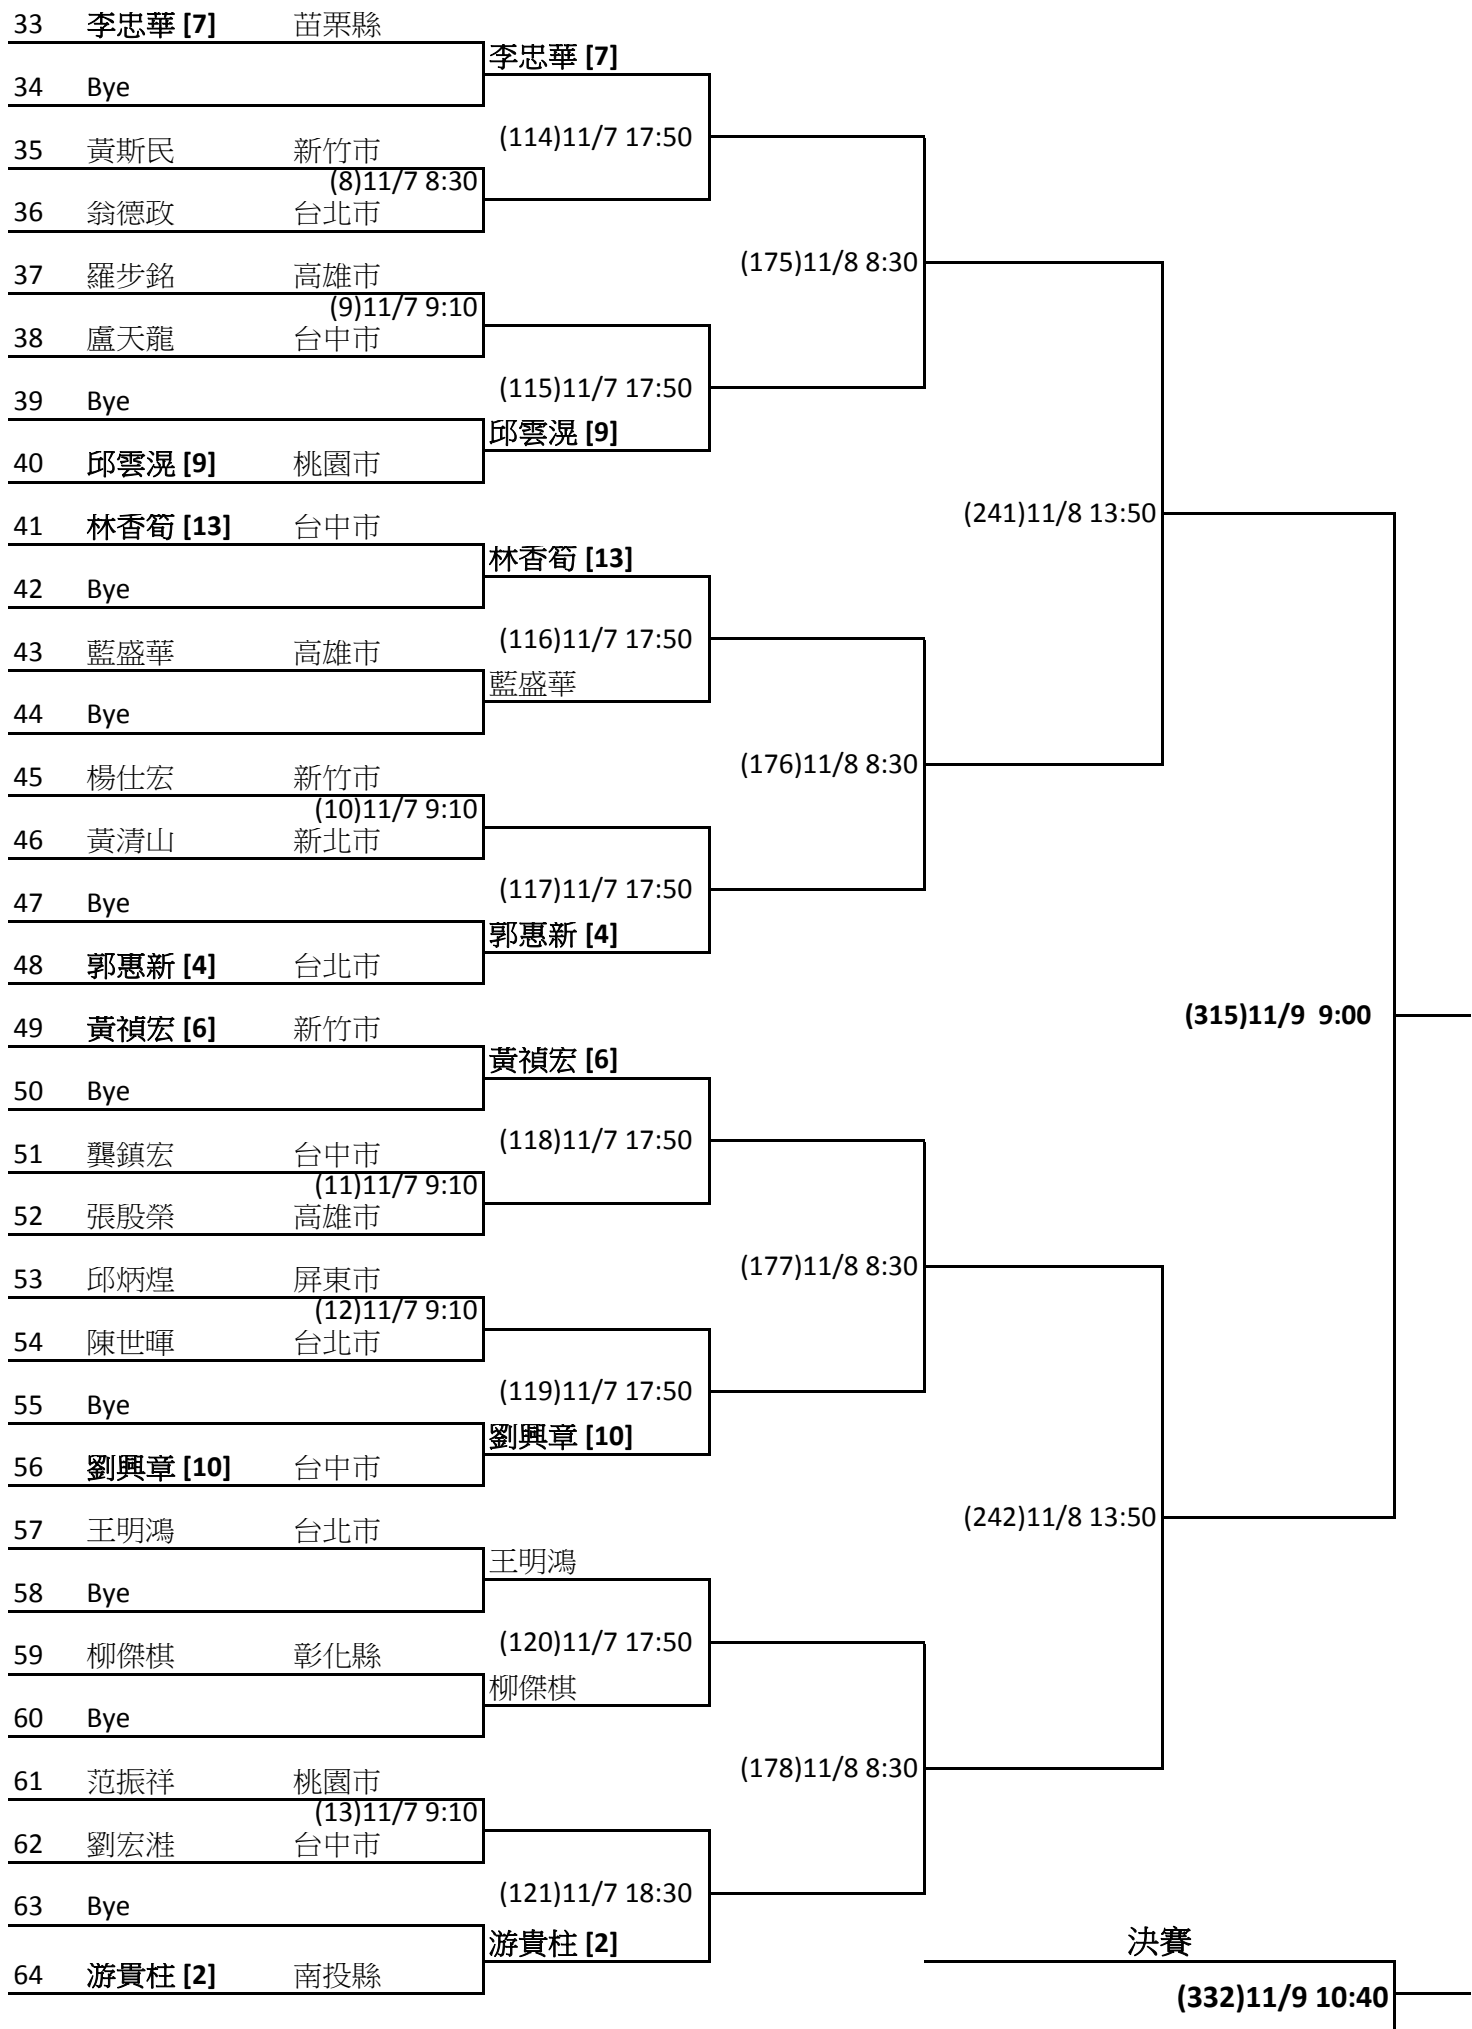 33 李忠華 [7] 苗栗縣
李忠華 [7]
34 Bye
(114)11/7 17:50
35 黃斯民 新竹市
(8)11/7 8:30
36 翁德政 台北市
(175)11/8 8:30
37 羅步銘 高雄市
(9)11/7 9:10
38 盧天龍 台中市
(115)11/7 17:50
39 Bye
邱雲滉 [9]
40 邱雲滉 [9] 桃園市
(241)11/8 13:50
41 林香筍 [13] 台中市
林香筍 [13]
42 Bye
(116)11/7 17:50
43 藍盛華 高雄市
藍盛華
44 Bye
(176)11/8 8:30
45 楊仕宏 新竹市
(10)11/7 9:10
46 黃清山 新北市
(117)11/7 17:50
47 Bye
郭惠新 [4]
48 郭惠新 [4] 台北市
(315)11/9 9:00
49 黃禎宏 [6] 新竹市
黃禎宏 [6]
50 Bye
(118)11/7 17:50
51 龔鎮宏 台中市
(11)11/7 9:10
52 張殷榮 高雄市
(177)11/8 8:30
53 邱炳煌 屏東市
(12)11/7 9:10
54 陳世暉 台北市
(119)11/7 17:50
55 Bye
劉興章 [10]
56 劉興章 [10] 台中市
(242)11/8 13:50
57 王明鴻 台北市
王明鴻
58 Bye
(120)11/7 17:50
59 柳傑棋 彰化縣
柳傑棋
60 Bye
(178)11/8 8:30
61 范振祥 桃園市
(13)11/7 9:10
62 劉宏溎 台中市
(121)11/7 18:30
63 Bye
游貴柱 [2]
決賽
64 游貴柱 [2] 南投縣
(332)11/9 10:40